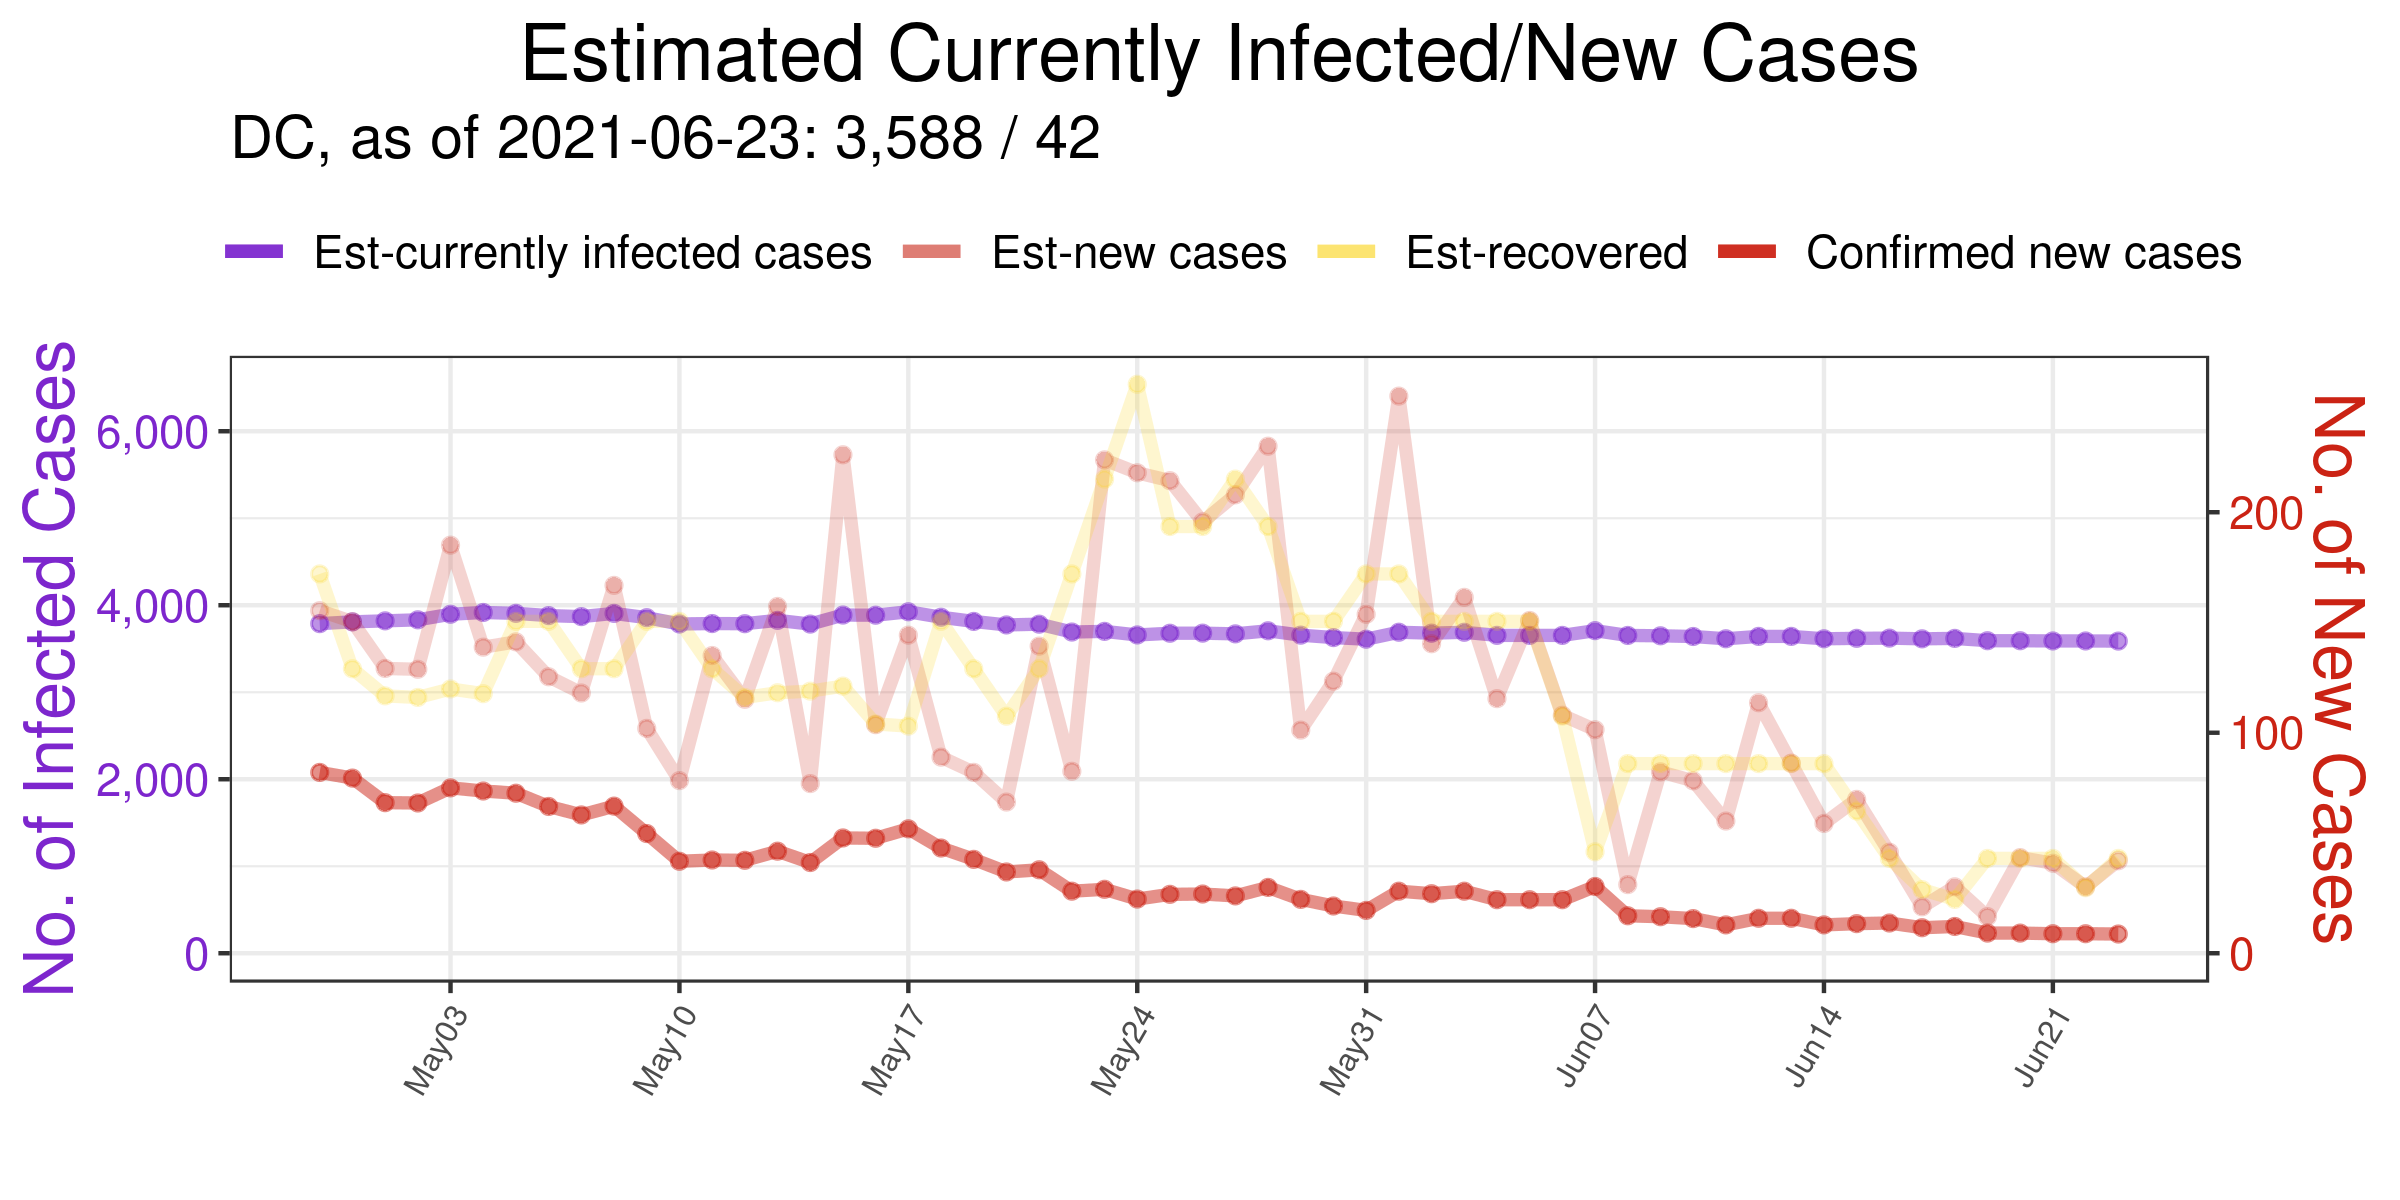 Estimated Currently Infected/New Cases
DC, as of 2021-06-23: 3,588 / 42
Est-currently infected cases Est-new cases Est-recovered Confirmed new cases
No. of Infected Cases
6,000
4,000
2,000
0
No. of New Cases
200
100
0
May03 May10 May17 May24 May31 Jun07 Jun14 Jun21